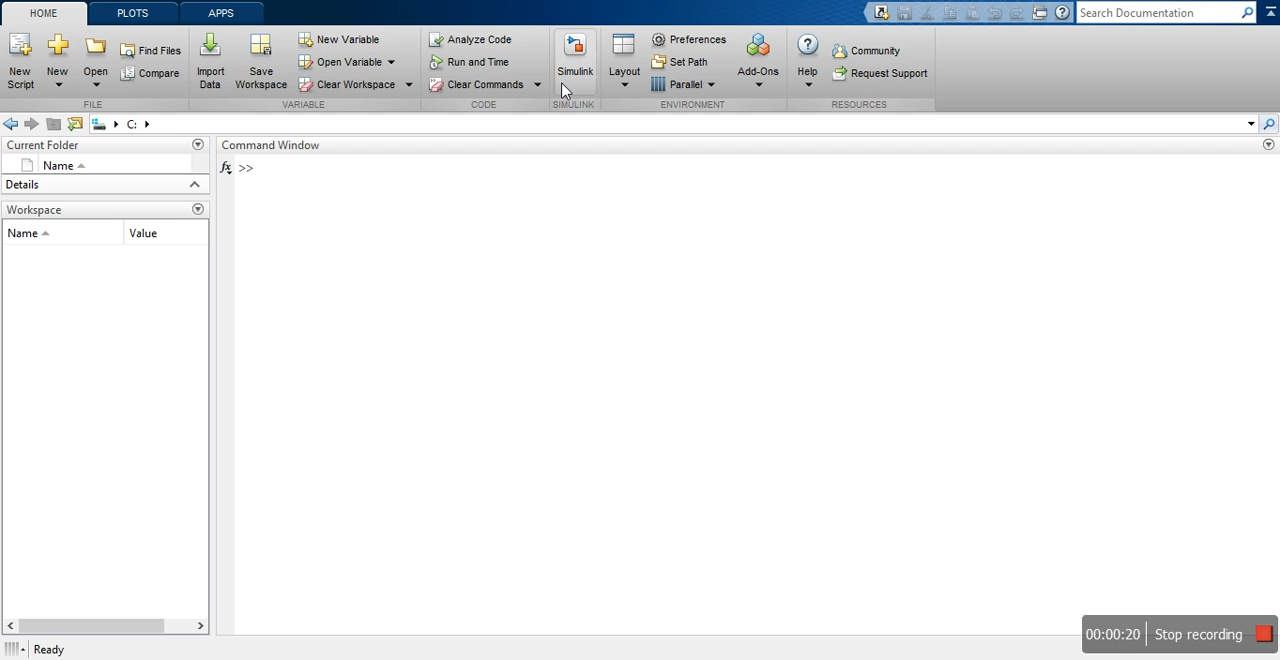 HOME PLOTS APPS Search Documentation
New Script New Open Find Files Compare Import Data Save Workspace New Variable Open Variable Clear Workspace Analyze Code Run and Time Clear Commands Simulink Layout Preferences Set Path Parallel Add-Ons Help Community Request Support
FILE VARIABLE CODE SIMULINK ENVIRONMENT RESOURCES
C:
Current Folder Command Window
Name fx >>
Details
Workspace
Name Value
00:00:20 Stop recording
Ready